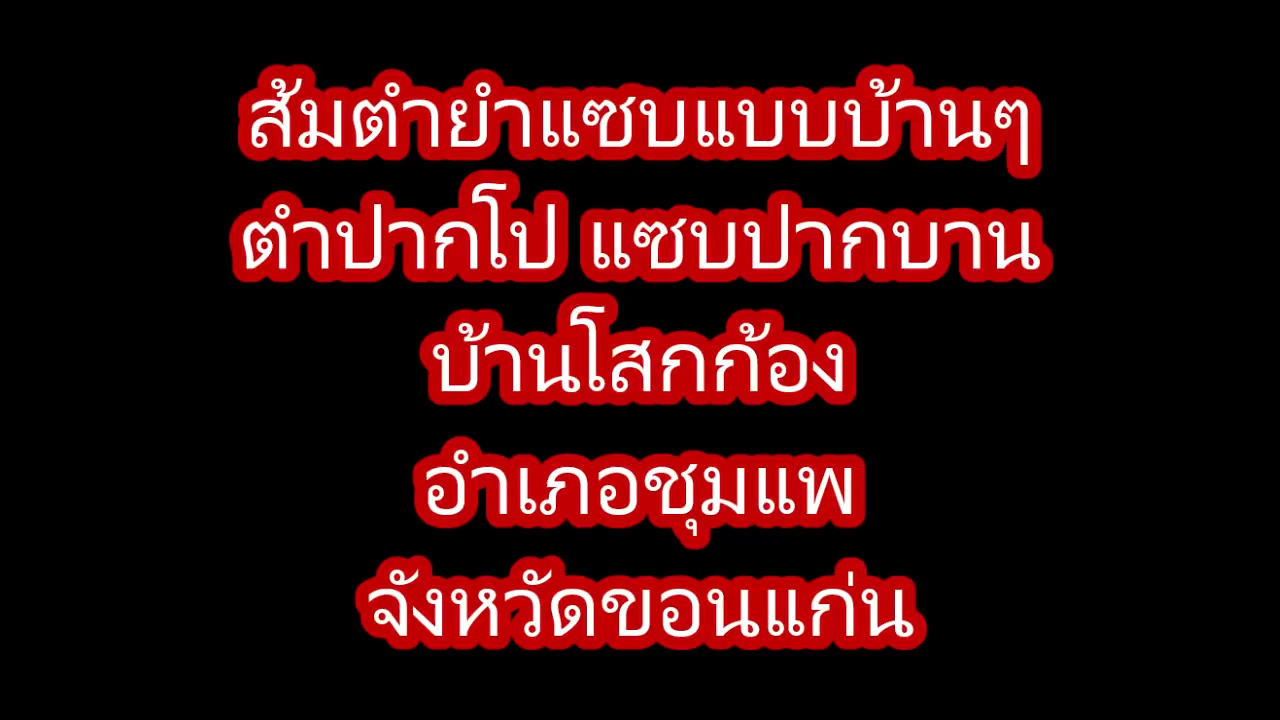 ส้มตำยำแซบแบบบ้านๆ
ตำปากโป แซบปากบาน
บ้านโสกก้อง
อำเภอชุมแพ
จังหวัดขอนแก่น